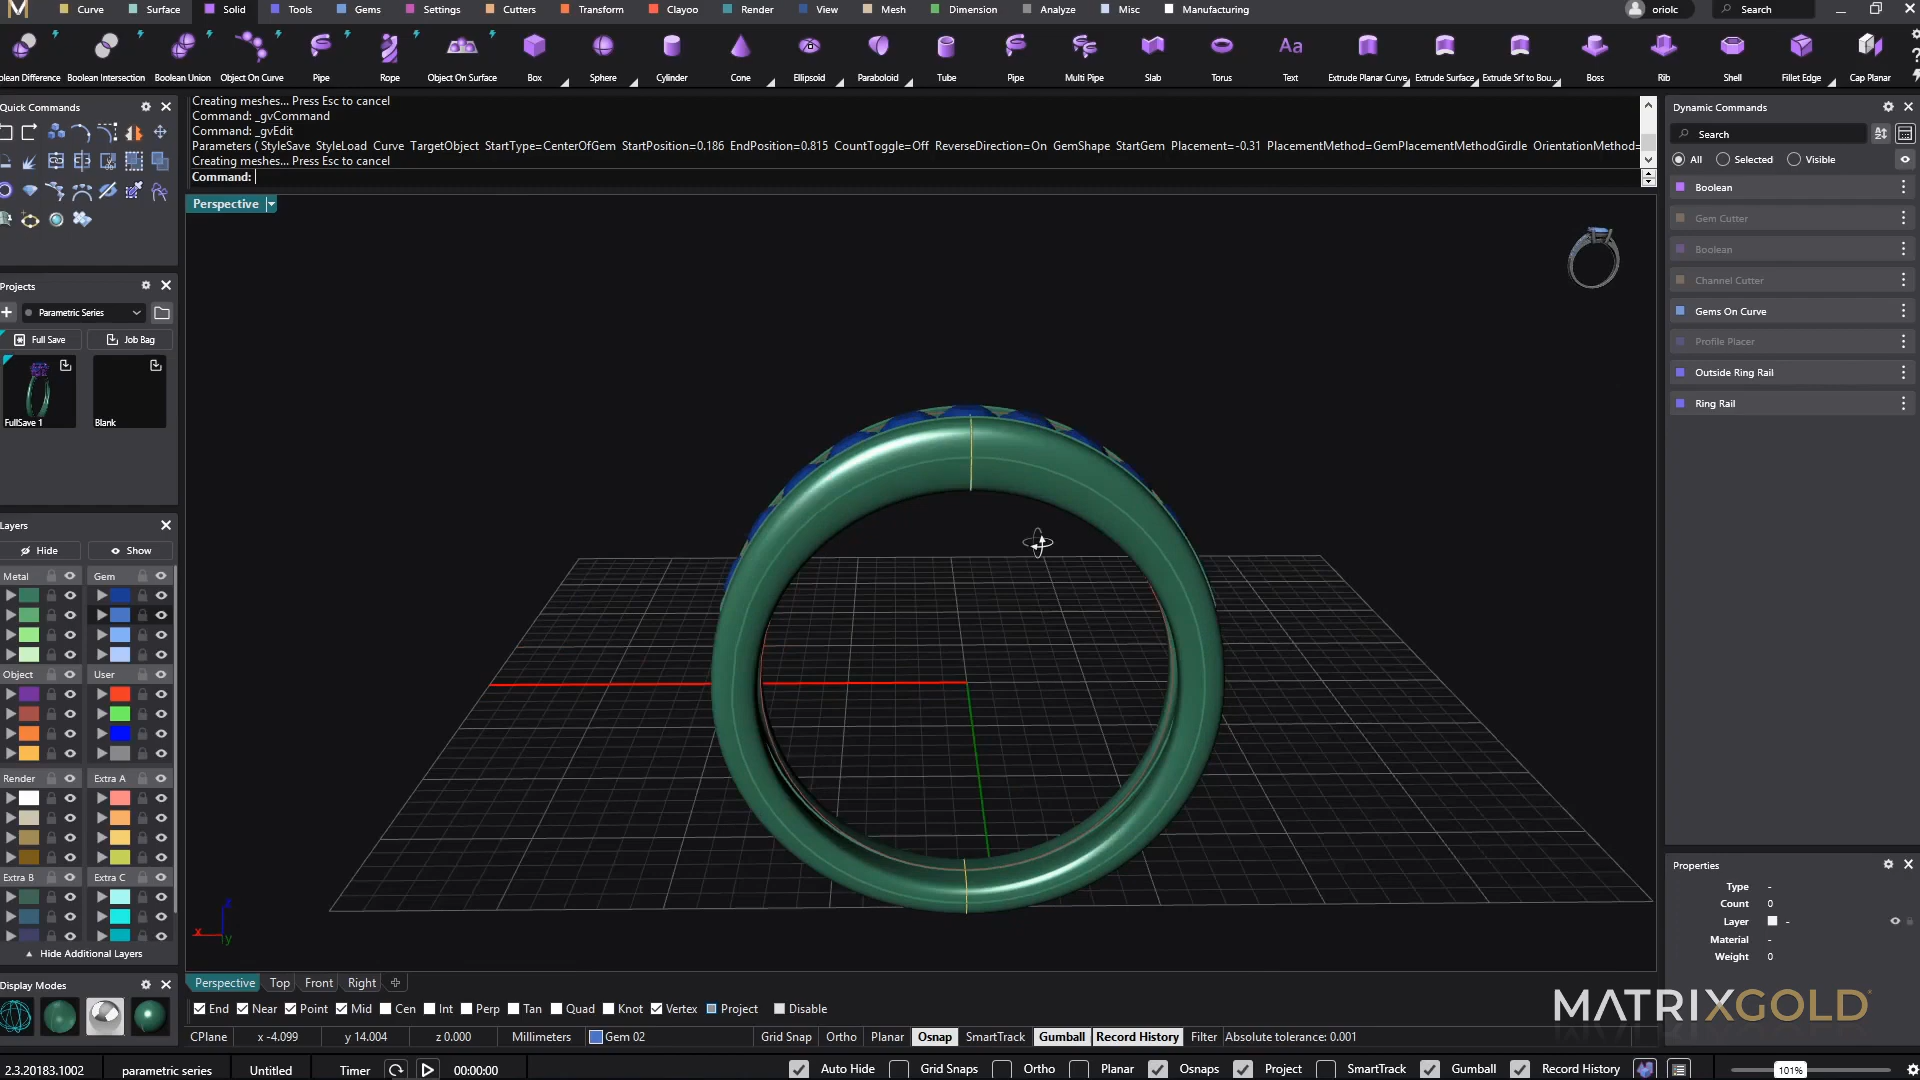 Curve Surface Solid Tools Gems Settings Cutters Transform Clayoo Render View Mesh Dimension Analyze Misc Manufacturing oriolc Search
olean Difference Boolean Intersection Boolean Union Object On Curve Pipe Rope Object On Surface Box Sphere Cylinder Cone Ellipsoid Paraboloid Tube Pipe Multi Pipe Slab Torus Text Extrude Planar Curve Extrude Surface Extrude Srf to Bou... Boss Rib Shell Fillet Edge Cap Planar
Aa
Quick Commands
Creating meshes... Press Esc to cancel
Command: _gvCommand
Command: _gvEdit
Parameters ( StyleSave StyleLoad Curve TargetObject StartType=CenterOfGem StartPosition=0.186 EndPosition=0.815 CountToggle=Off ReverseDirection=On GemShape StartGem Placement=-0.31 PlacementMethod=GemPlacementMethodGirdle OrientationMethod=
Creating meshes... Press Esc to cancel
Command:
Perspective
Dynamic Commands
Search
All Selected Visible
Boolean
Gem Cutter
Boolean
Channel Cutter
Gems On Curve
Profile Placer
Outside Ring Rail
Ring Rail
Projects
Parametric Series
Full Save Job Bag
FullSave 1 Blank
Layers
Hide Show
Metal Gem
Object User
Render Extra A
Extra B Extra C
Hide Additional Layers
Display Modes
x y z
Properties
Type -
Count 0
Layer -
Material -
Weight 0
MATRIXGOLD
Perspective Top Front Right
End Near Point Mid Cen Int Perp Tan Quad Knot Vertex Project Disable
CPlane x -4.099 y 14.004 z 0.000 Millimeters Gem 02 Grid Snap Ortho Planar Osnap SmartTrack Gumball Record History Filter Absolute tolerance: 0.001
2.3.20183.1002 parametric series Untitled Timer 00:00:00 Auto Hide Grid Snaps Ortho Planar Osnaps Project SmartTrack Gumball Record History 101%